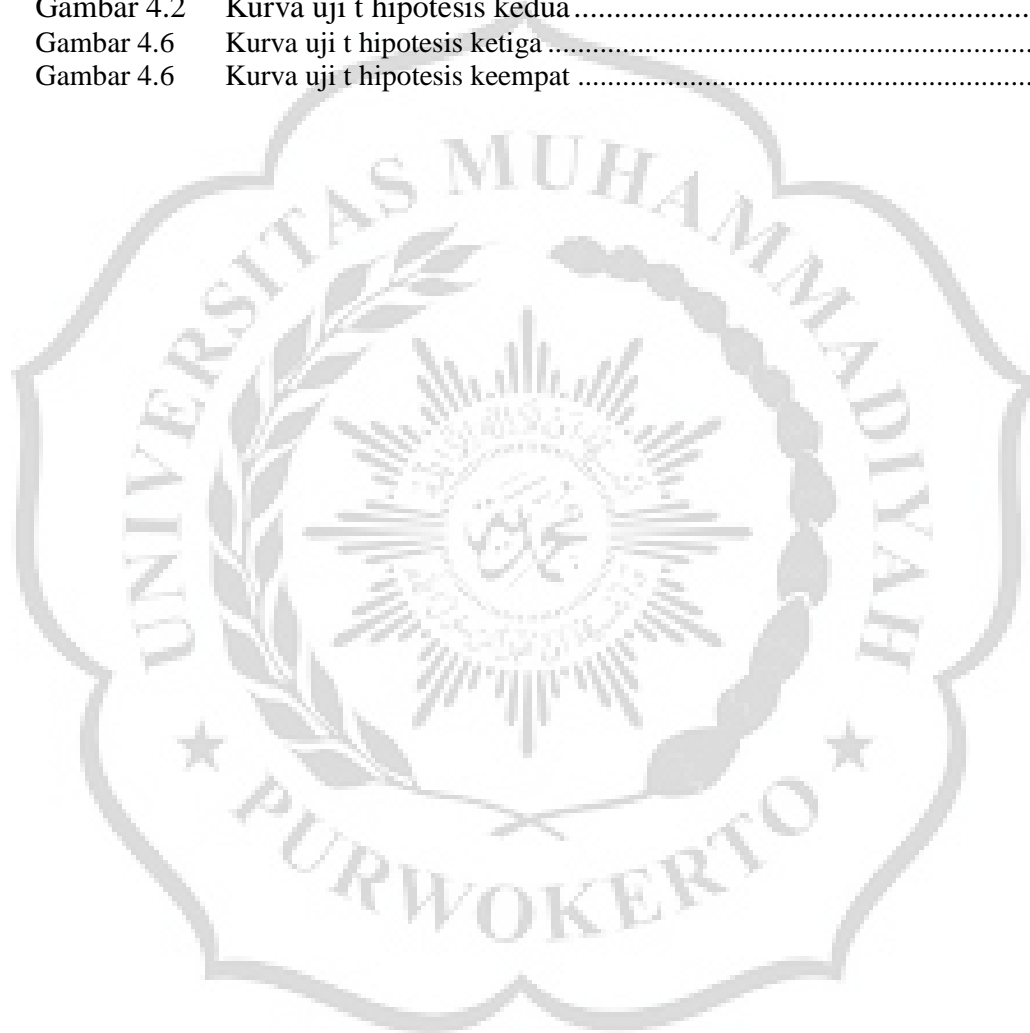 Gambar 4.2 Kurva uji t hipotesis kedua
Gambar 4.6 Kurva uji t hipotesis ketiga
Gambar 4.6 Kurva uji t hipotesis keempat
UNIVERSITAS MUHAMMADIYAH
★ PURWOKERTO ★